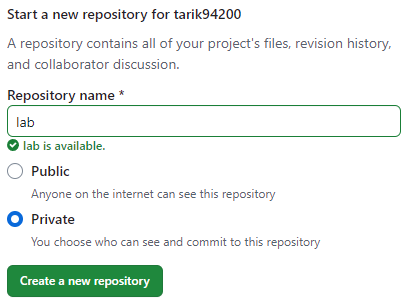 Start a new repository for tarik94200
A repository contains all of your project's files, revision history,
and collaborator discussion.
Repository name *
lab
lab is available.
Public
Anyone on the internet can see this repository
Private
You choose who can see and commit to this repository
Create a new repository